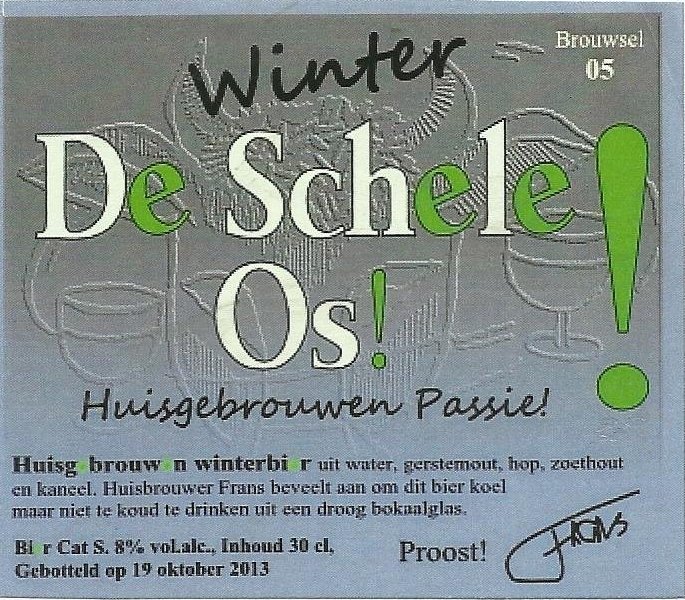 Winter
Brouwsel
05
De Schele
Os!
!
Huisgebrouwen Passie!
Huisgebrouwen winterbier uit water, gerstemout, hop, zoethout
en kaneel. Huisbrouwer Frans beveelt aan om dit bier koel
maar niet te koud te drinken uit een droog bokaalglas.
Bier Cat S. 8% vol.alc., Inhoud 30 cl,
Gebotteld op 19 oktober 2013
Proost!
Frans